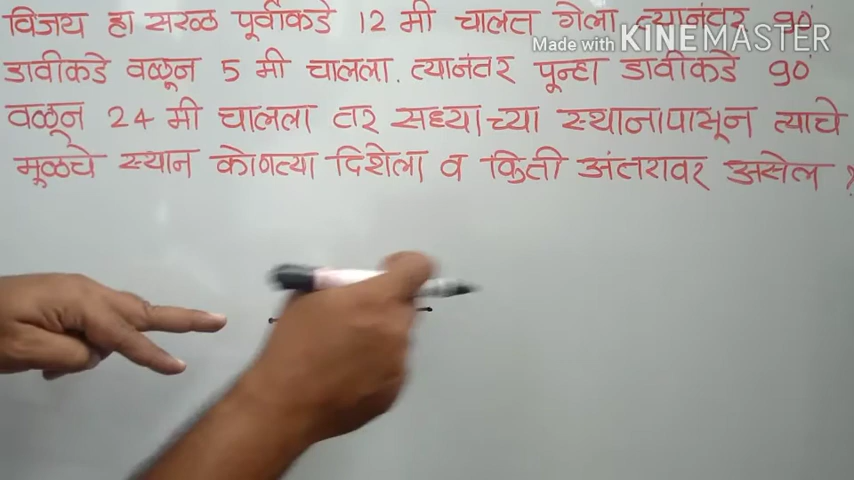 विजय हा सरळ पूर्वीकडे 12 मी चालत गेला त्यानंतर 90°
Made with KINEMASTER
डावीकडे वळून 5 मी चालला. त्यानंतर पून्हा डावीकडे 90°
वळून 24 मी चालला तर सध्याच्या स्थानापासून त्याचे
मूळचे स्थान कोणत्या दिशेला व किती अंतरावर असेल ?